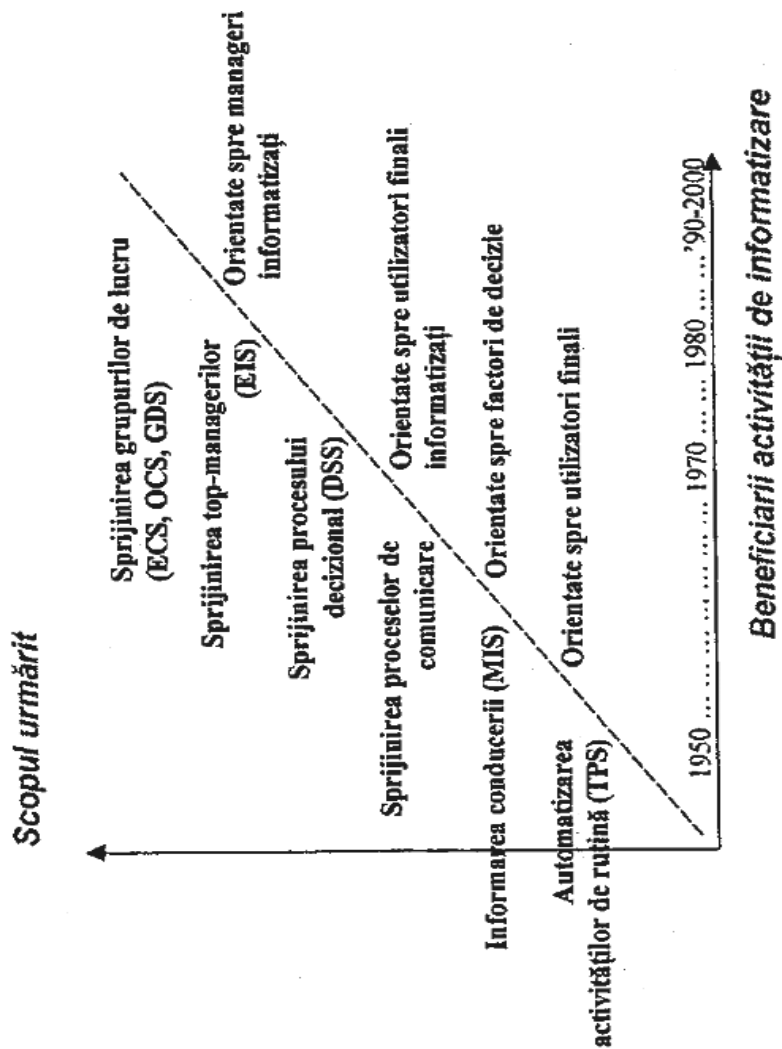 Scopul urmărit
Sprijinirea grupurilor de lucru
(ECS, OCS, GDS)
Sprijinirea top-managerilor
(EIS)
Orientate spre manageri
informatizați
Sprijinirea procesului
decizional (DSS)
Sprijinirea proceselor de
comunicare
Orientate spre utilizatori finali
informatizați
Informarea conducerii (MIS)
Orientate spre factori de decizie
Automatizarea
activităților de rutină (TPS)
Orientate spre utilizatori finali
1950 ............ 1970 ...... 1980 ...... '90-2000
Beneficiarii activității de informatizare